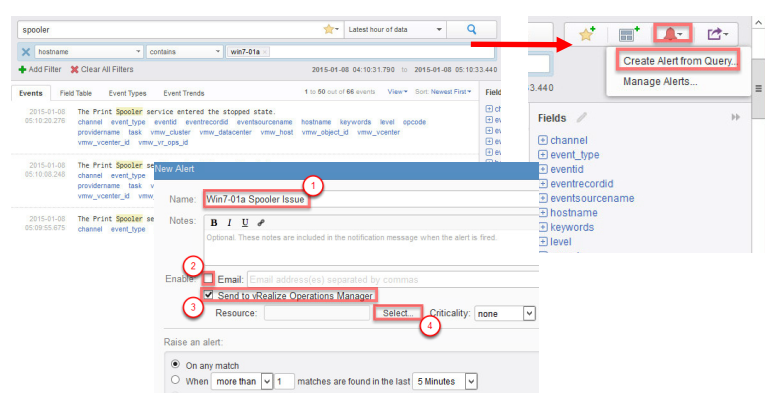 spooler
Latest hour of data
hostname
contains
win7-01a
Add Filter
Clear All Filters
2015-01-08 04:10:31.790 to 2015-01-08 05:10:33.440
Events
Field Table
Event Types
Event Trends
1 to 50 out of 66 events
View
Sort: Newest First
Field
2015-01-08
05:10:20.276
The Print Spooler service entered the stopped state.
channel event_type eventid eventrecordid eventsourcename hostname keywords level opcode
providername task vmw_cluster vmw_datacenter vmw_host vmw_object_id vmw_vcenter
vmw_vcenter_id vmw_vr_ops_id
2015-01-08
05:10:08.246
The Print Spooler se
channel event_type
providername task v
vmw_vcenter_id vmw_
2015-01-08
05:09:55.675
The Print Spooler se
channel event_type
Create Alert from Query...
Manage Alerts...
3.440
Fields
channel
event_type
eventid
eventrecordid
eventsourcename
hostname
keywords
level
New Alert
1
Name:
Win7-01a Spooler Issue
Notes:
B I U
Optional. These notes are included in the notification message when the alert is fired.
2
Enable:
Email:
Email address(es) separated by commas
3
Send to vRealize Operations Manager
Resource:
Select...
4
Criticality:
none
Raise an alert:
On any match
When more than 1 matches are found in the last 5 Minutes